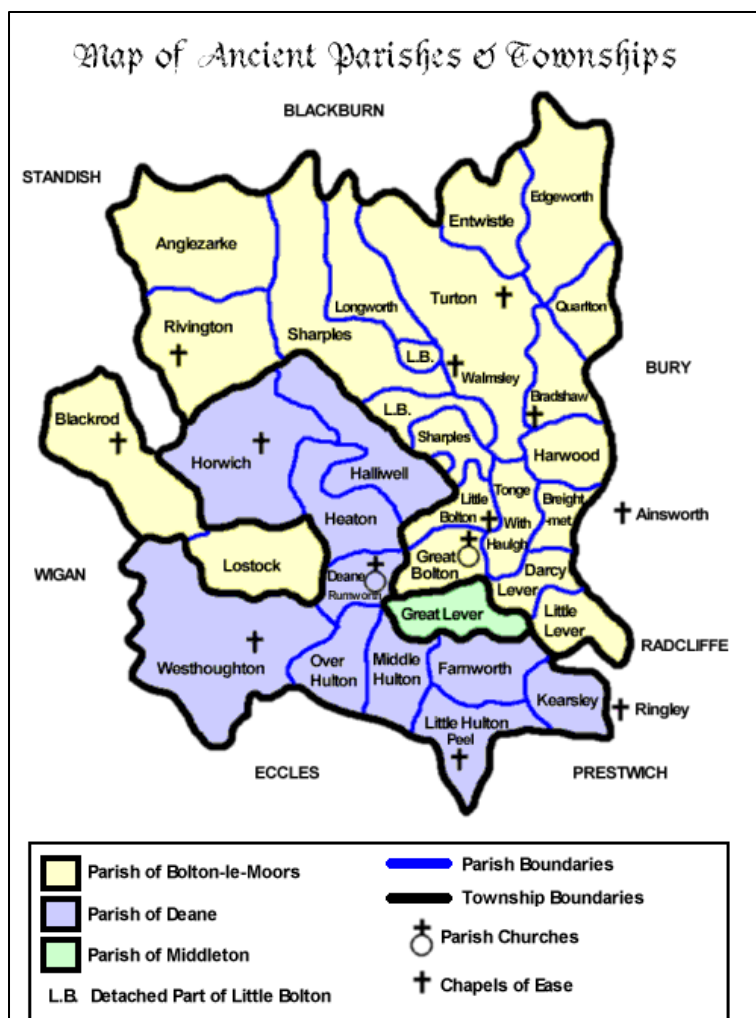 Map of Ancient Parishes & Townships
BLACKBURN
STANDISH
Edgeworth
Entwistle
Anglezarke
Turton
Longworth
Quarlton
Rivington
Sharples
L.B.
BURY
Walmsley
Bradshaw
Blackrod
L.B.
Sharples
Harwood
Horwich
Halliwell
Little
Bolton
Tonge
With
Haulgh
Breight-
met
Ainsworth
Heaton
WIGAN
Lostock
Deane
Rumworth
Great
Bolton
Darcy
Lever
Great Lever
Little
Lever
RADCLIFFE
Westhoughton
Over
Hulton
Middle
Hulton
Farnworth
Kearsley
Ringley
Little Hulton
Peel
ECCLES
PRESTWICH
Parish of Bolton-le-Moors
Parish of Deane
Parish of Middleton
L.B. Detached Part of Little Bolton
Parish Boundaries
Township Boundaries
Parish Churches
Chapels of Ease